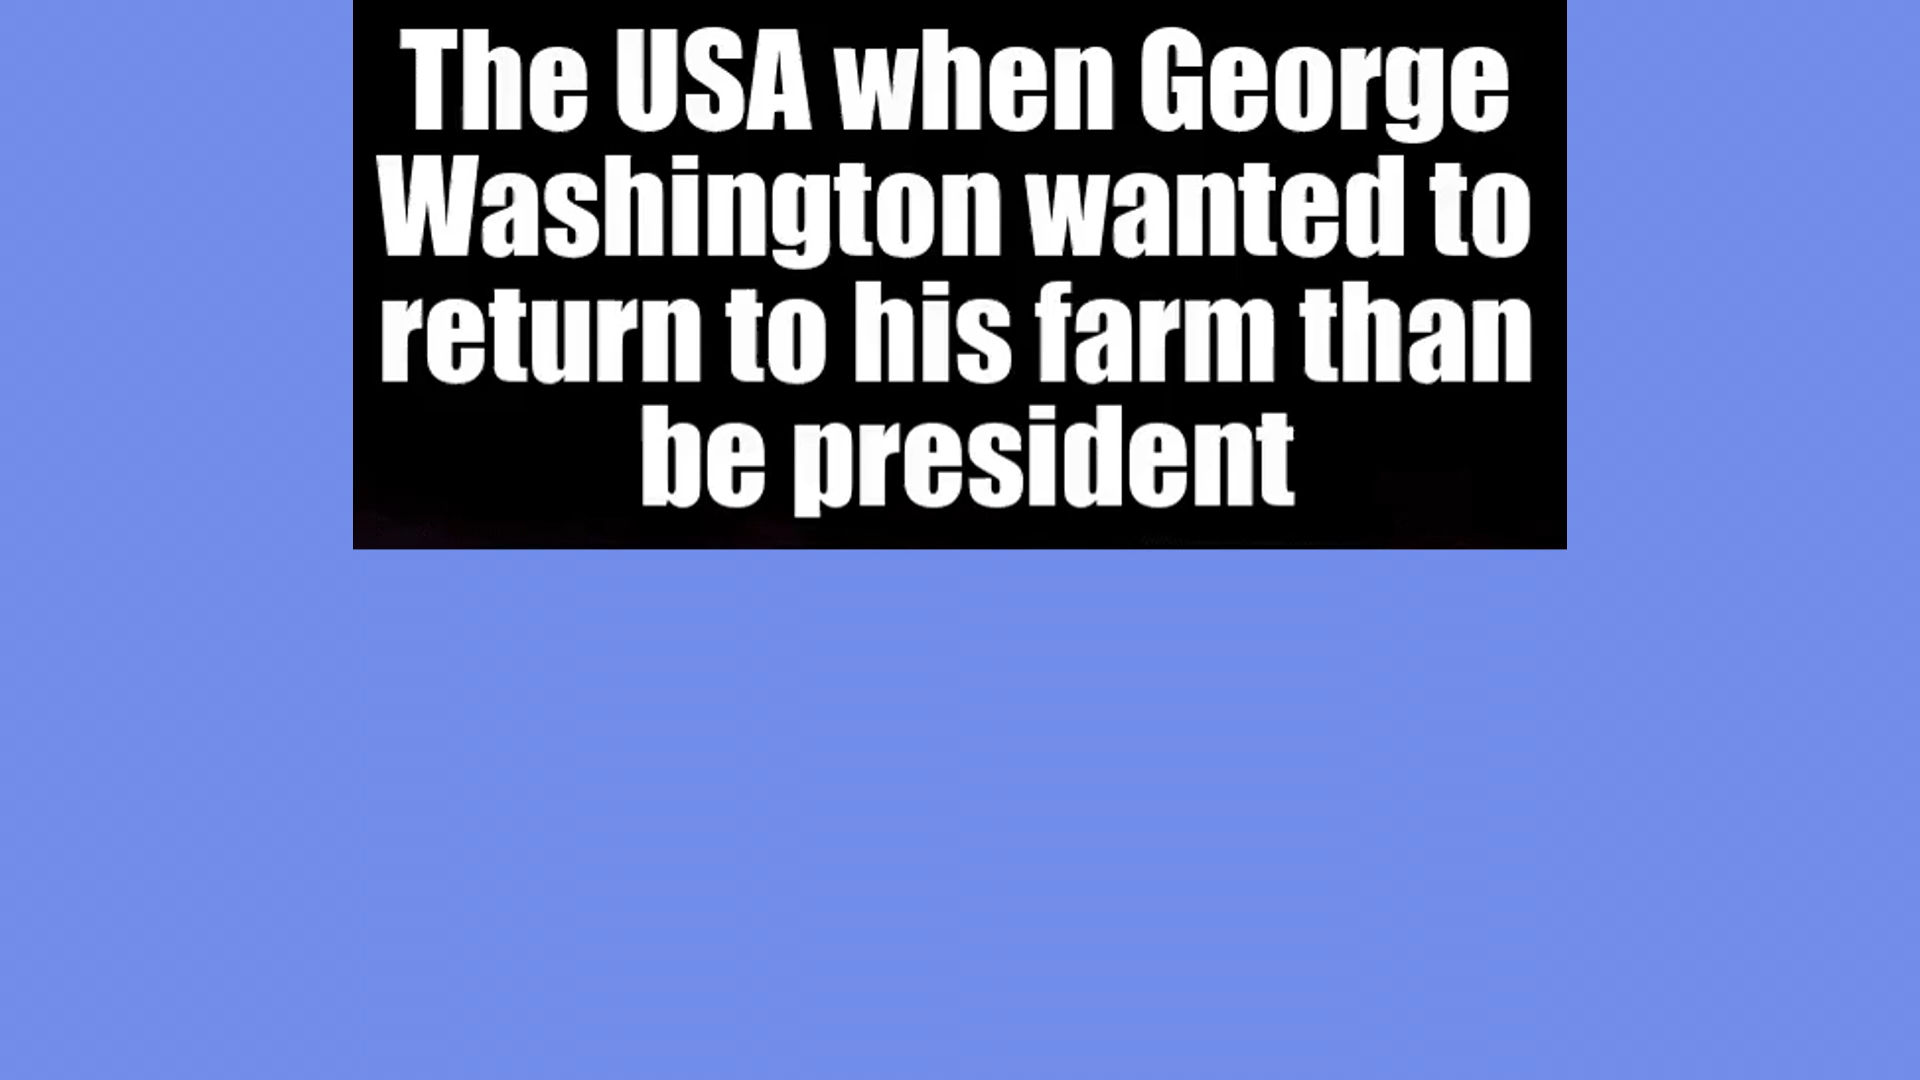 The USA when George
Washington wanted to
return to his farm than
be president